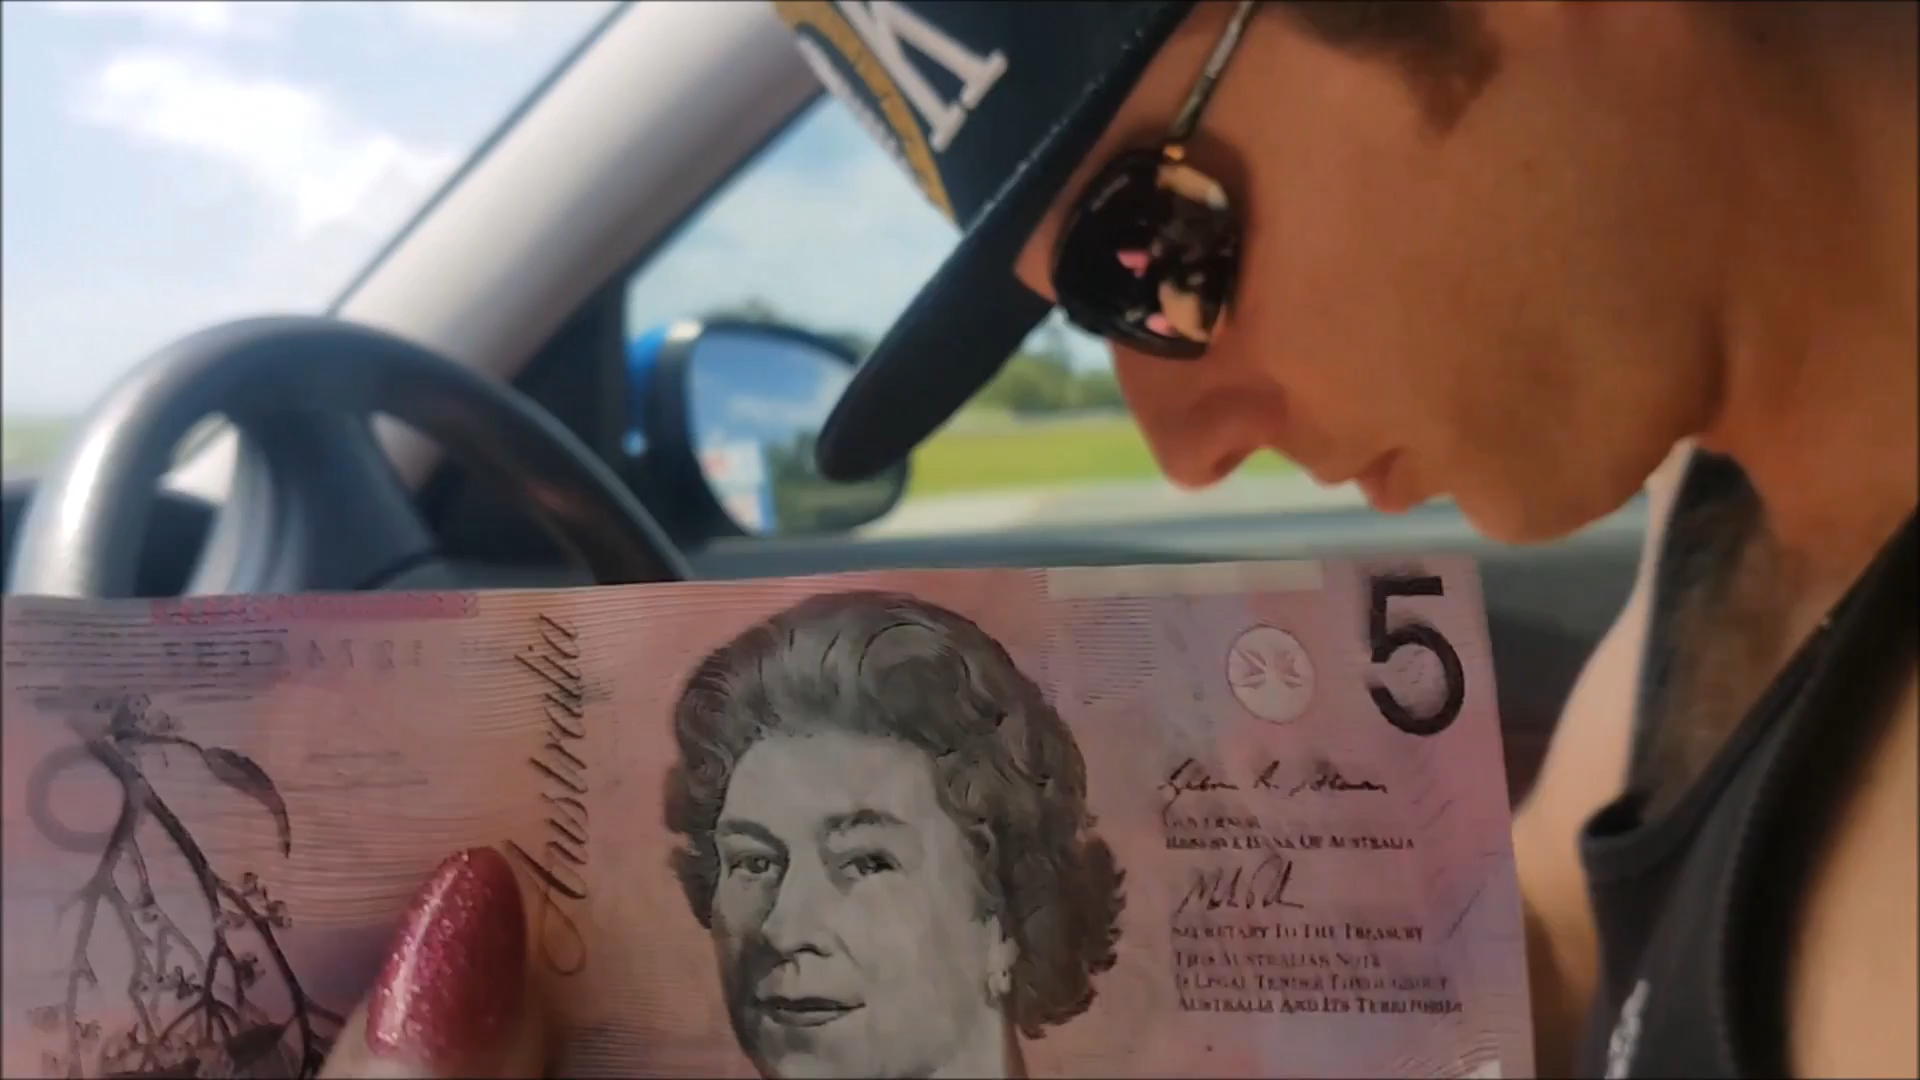 5
Australia
GOVERNOR
RESERVE BANK OF AUSTRALIA
SECRETARY TO THE TREASURY
THIS AUSTRALIAN NOTE
IS LEGAL TENDER THROUGHOUT
AUSTRALIA AND ITS TERRITORIES